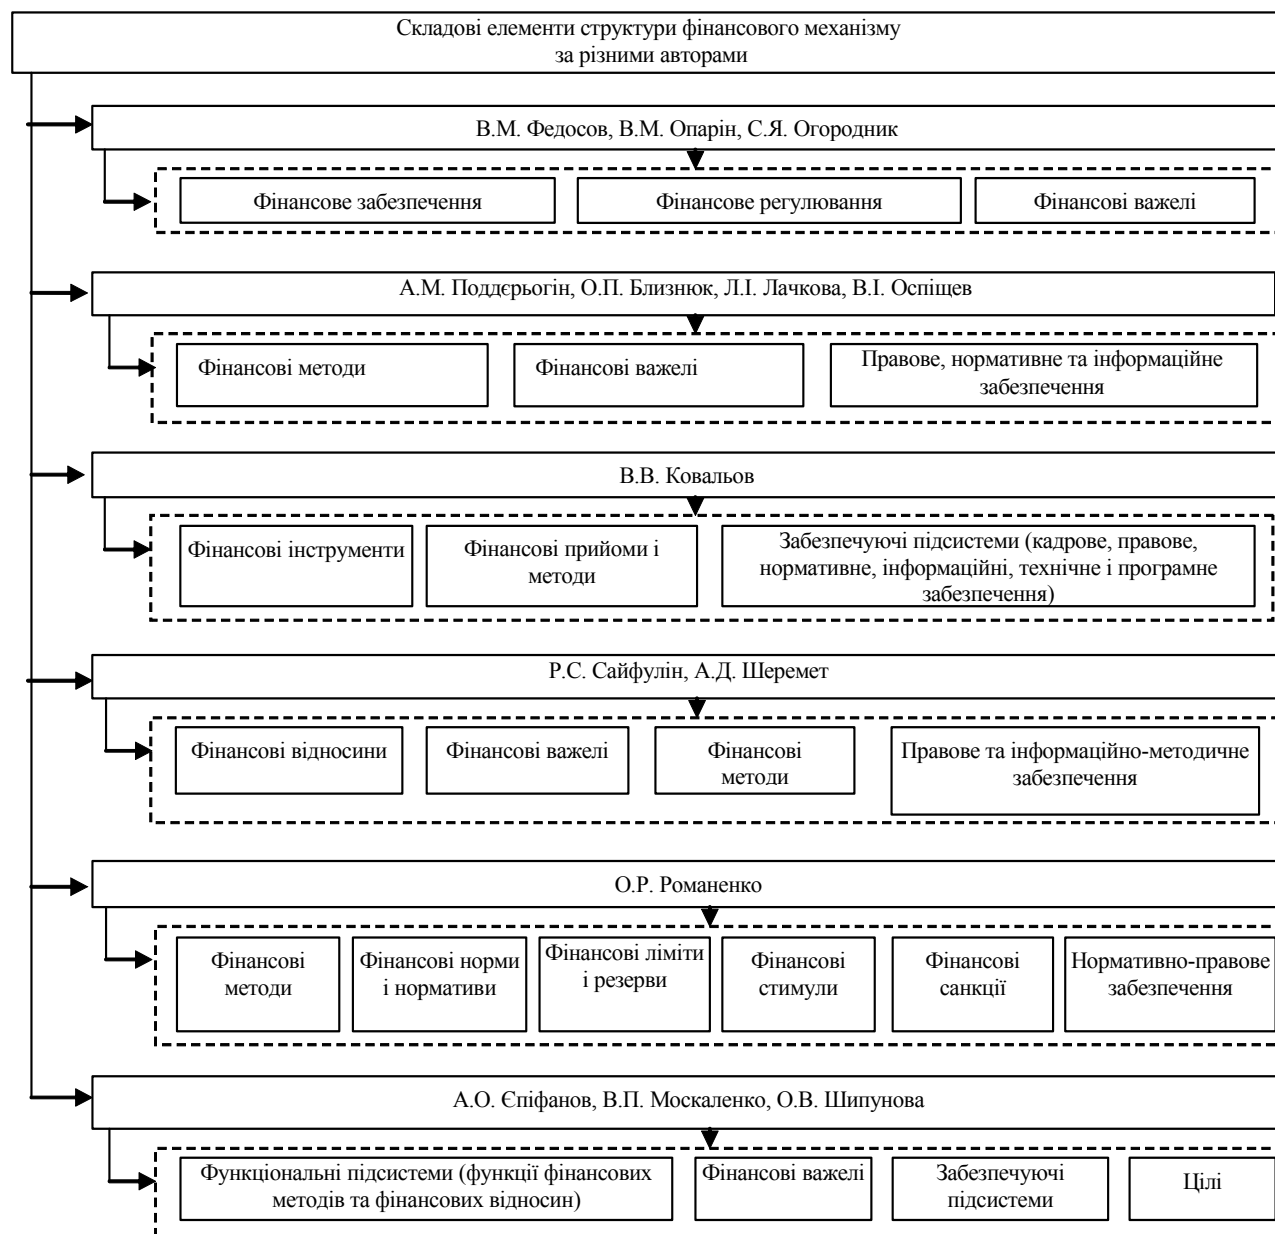 Складові елементи структури фінансового механізму
за різними авторами
В.М. Федосов, В.М. Опарін, С.Я. Огородник
Фінансове забезпечення
Фінансове регулювання
Фінансові важелі
А.М. Поддєрьогін, О.П. Близнюк, Л.І. Лачкова, В.І. Оспіщев
Фінансові методи
Фінансові важелі
Правове, нормативне та інформаційне
забезпечення
В.В. Ковальов
Фінансові інструменти
Фінансові прийоми і
методи
Забезпечуючі підсистеми (кадрове, правове,
нормативне, інформаційні, технічне і програмне
забезпечення)
Р.С. Сайфулін, А.Д. Шеремет
Фінансові відносини
Фінансові важелі
Фінансові
методи
Правове та інформаційно-методичне
забезпечення
О.Р. Романенко
Фінансові
методи
Фінансові норми
і нормативи
Фінансові ліміти
і резерви
Фінансові
стимули
Фінансові
санкції
Нормативно-правове
забезпечення
А.О. Єпіфанов, В.П. Москаленко, О.В. Шипунова
Функціональні підсистеми (функції фінансових
методів та фінансових відносин)
Фінансові важелі
Забезпечуючі
підсистеми
Цілі